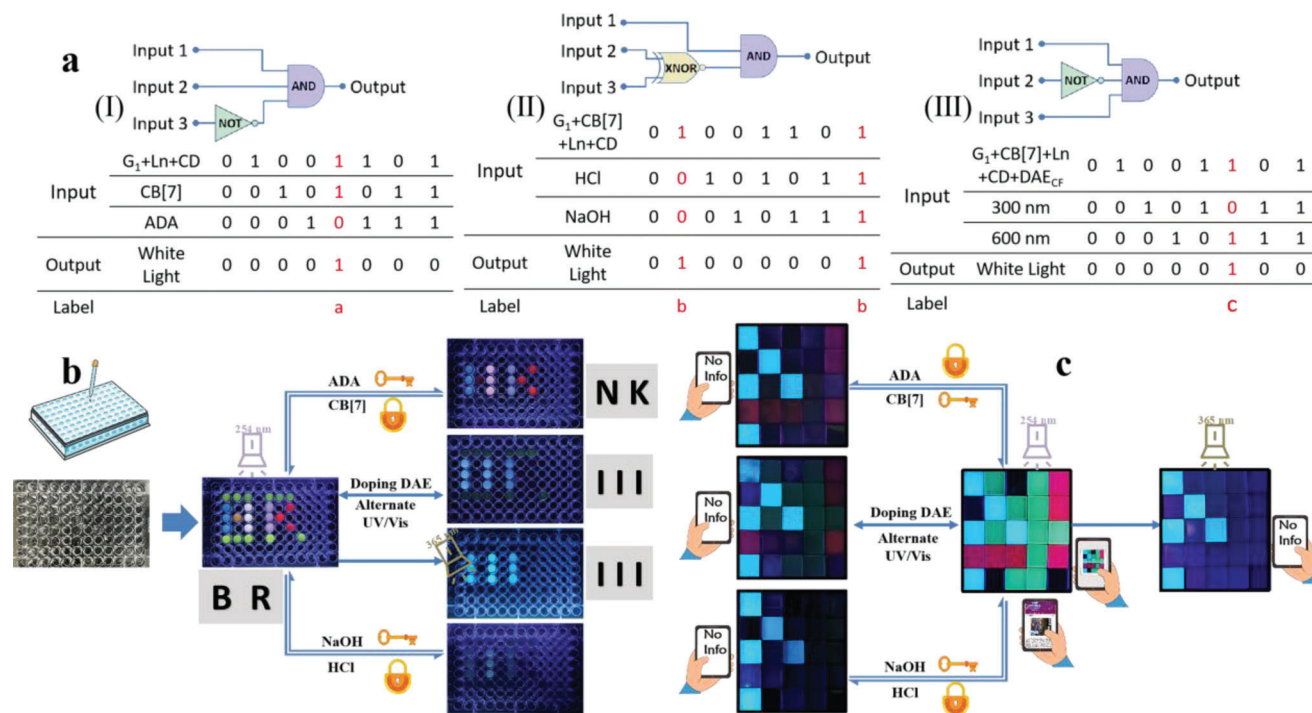 a
(I)
Input 1
Input 2
Input 3
NOT
AND
Output
G₁+Ln+CD 0 1 0 0 1 1 0 1
Input CB[7] 0 0 1 0 1 0 1 1
ADA 0 0 0 1 0 1 1 1
Output White Light 0 0 0 0 1 0 0 0
Label a
(II)
Input 1
Input 2
Input 3
XNOR
AND
Output
G₁+CB[7]
+Ln+CD 0 1 0 0 1 1 0 1
Input
HCl 0 0 1 0 1 0 1 1
NaOH 0 0 0 1 0 1 1 1
Output White Light 0 1 0 0 0 0 0 1
Label b b
(III)
Input 1
Input 2
Input 3
NOT
AND
Output
G₁+CB[7]+Ln
+CD+DAE_CF 0 1 0 0 1 1 0 1
Input
300 nm 0 0 1 0 1 0 1 1
600 nm 0 0 0 1 0 1 1 1
Output White Light 0 0 0 0 0 1 0 0
Label c
b
254 nm
B R
ADA
CB[7]
N K
Doping DAE
Alternate
UV/Vis
I I I
365 nm
I I I
NaOH
HCl
c
No
Info
ADA
CB[7]
No
Info
Doping DAE
Alternate
UV/Vis
No
Info
NaOH
HCl
254 nm
365 nm
No
Info